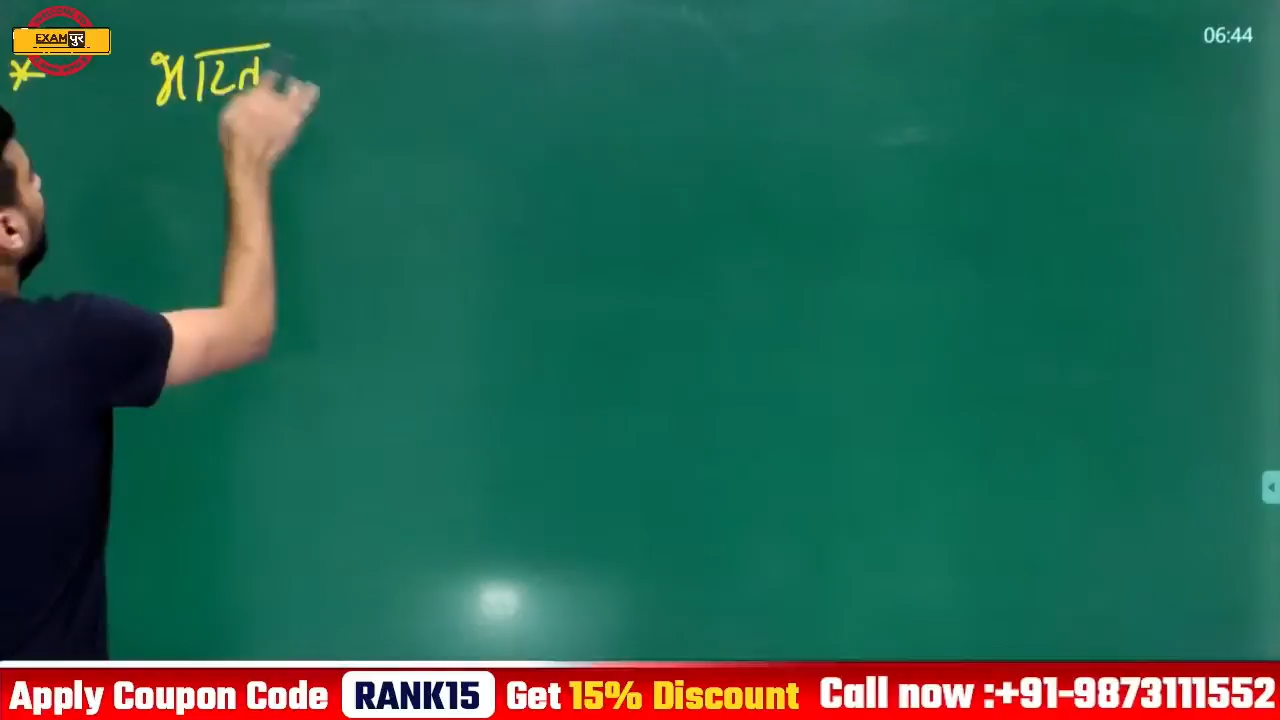 EXAMपुर
06:44
* भारत
Apply Coupon Code RANK15 Get 15% Discount Call now :+91-9873111552